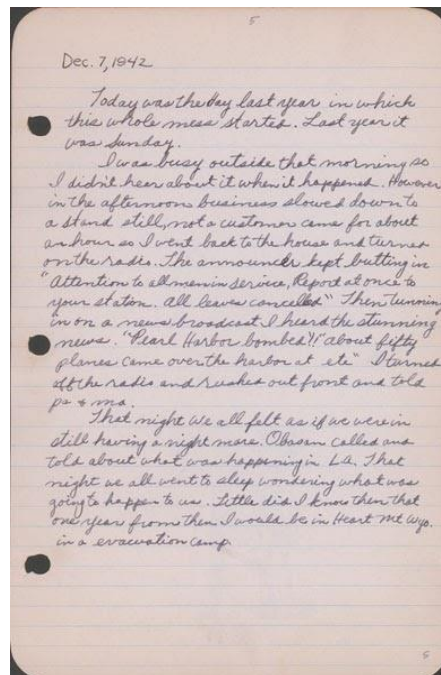 5
Dec. 7, 1942
Today was the day last year in which
this whole mess started. Last year it
was Sunday.
I was busy outside that morning so
I didn't hear about it when it happened. However
in the afternoon business slowed down to
a stand still, not a customer came for about
an hour so I went back to the house and turned
on the radio. The announcer kept butting in
"Attention to all men in service, Report at once to
your station. All leaves cancelled" Then tunning
in on a news broadcast I heard the stunning
news. "Pearl Harbor bombed!" about fifty
planes came over the harbor at etc" I turned
off the radio and rushed out front and told
pa & ma.
That night we all felt as if we were in
still having a night mare. Obasan called and
told about what was happening in L.A. That
night we all went to sleep wondering what was
going to happen to us. Little did I know then that
one year from then I would be in Heart Mt Wyo.
in a evacuation camp.
5